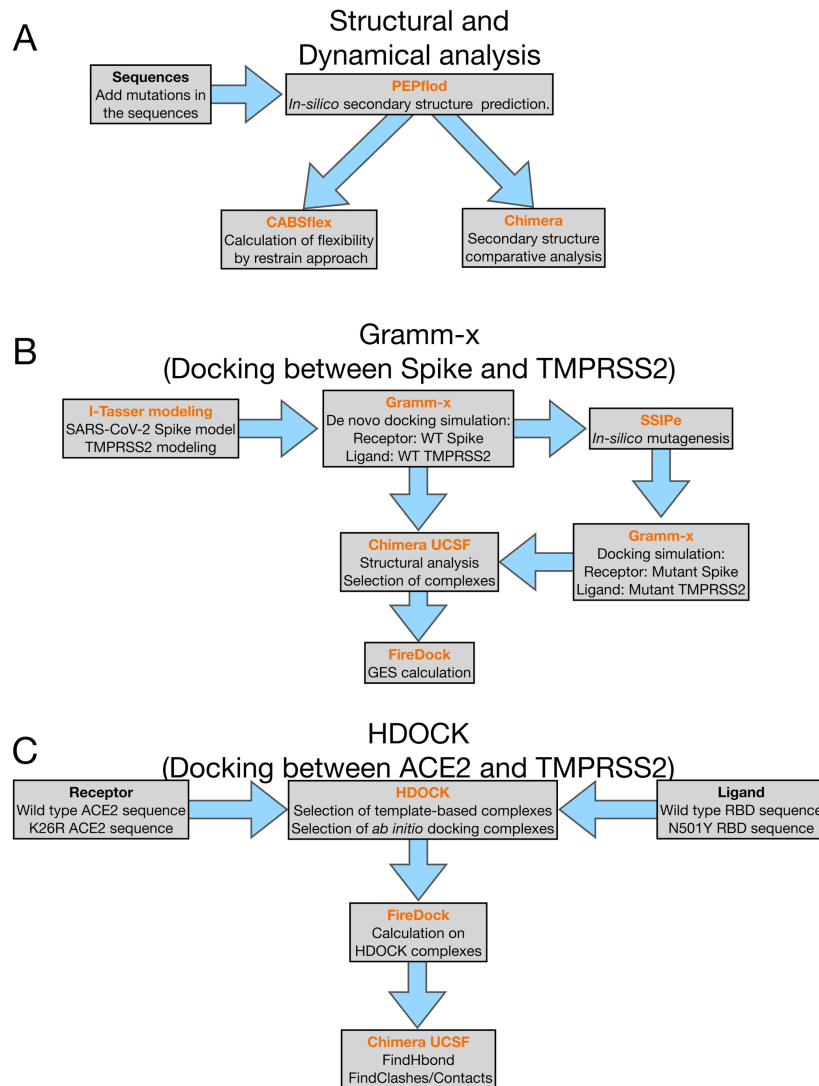 A
Structural and
Dynamical analysis
Sequences
Add mutations in
the sequences
PEPflod
In-silico secondary structure prediction.
CABSflex
Calculation of flexibility
by restrain approach
Chimera
Secondary structure
comparative analysis
B
Gramm-x
(Docking between Spike and TMPRSS2)
I-Tasser modeling
SARS-CoV-2 Spike model
TMPRSS2 modeling
Gramm-x
De novo docking simulation:
Receptor: WT Spike
Ligand: WT TMPRSS2
SSIPe
In-silico mutagenesis
Chimera UCSF
Structural analysis
Selection of complexes
Gramm-x
Docking simulation:
Receptor: Mutant Spike
Ligand: Mutant TMPRSS2
FireDock
GES calculation
C
HDOCK
(Docking between ACE2 and TMPRSS2)
Receptor
Wild type ACE2 sequence
K26R ACE2 sequence
HDOCK
Selection of template-based complexes
Selection of ab initio docking complexes
Ligand
Wild type RBD sequence
N501Y RBD sequence
FireDock
Calculation on
HDOCK complexes
Chimera UCSF
FindHbond
FindClashes/Contacts